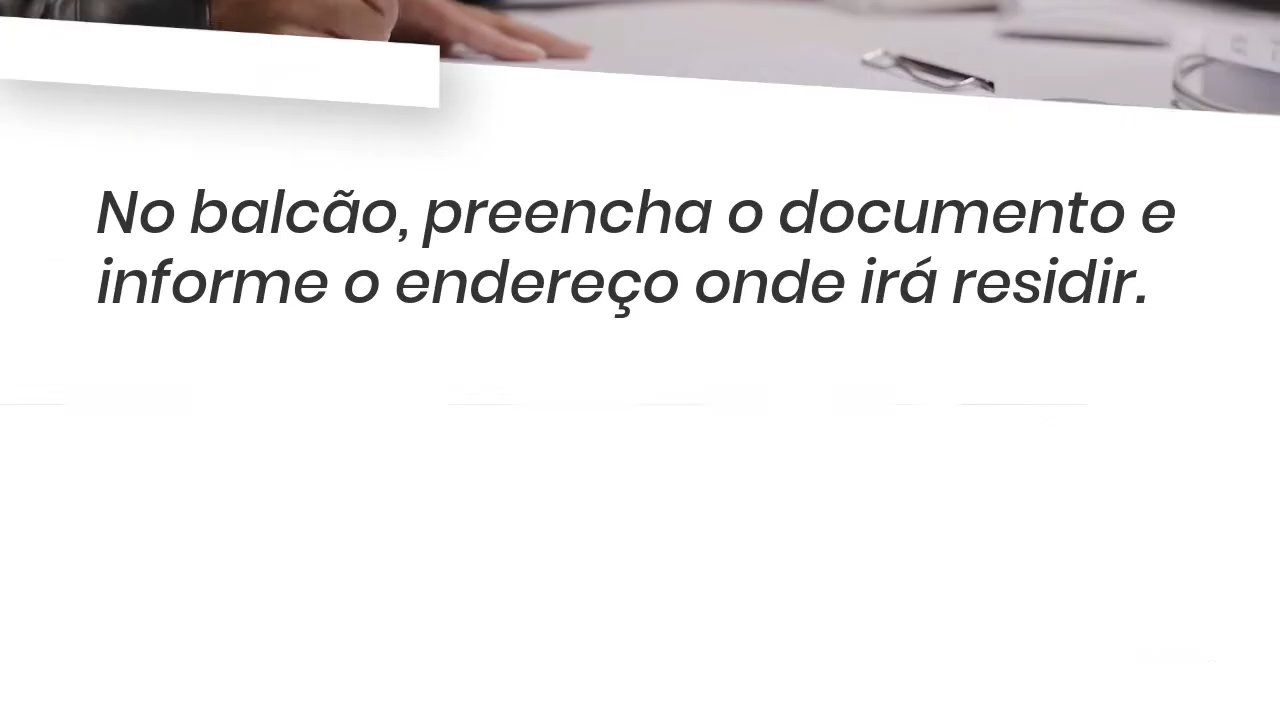 No balcão, preencha o documento e
informe o endereço onde irá residir.